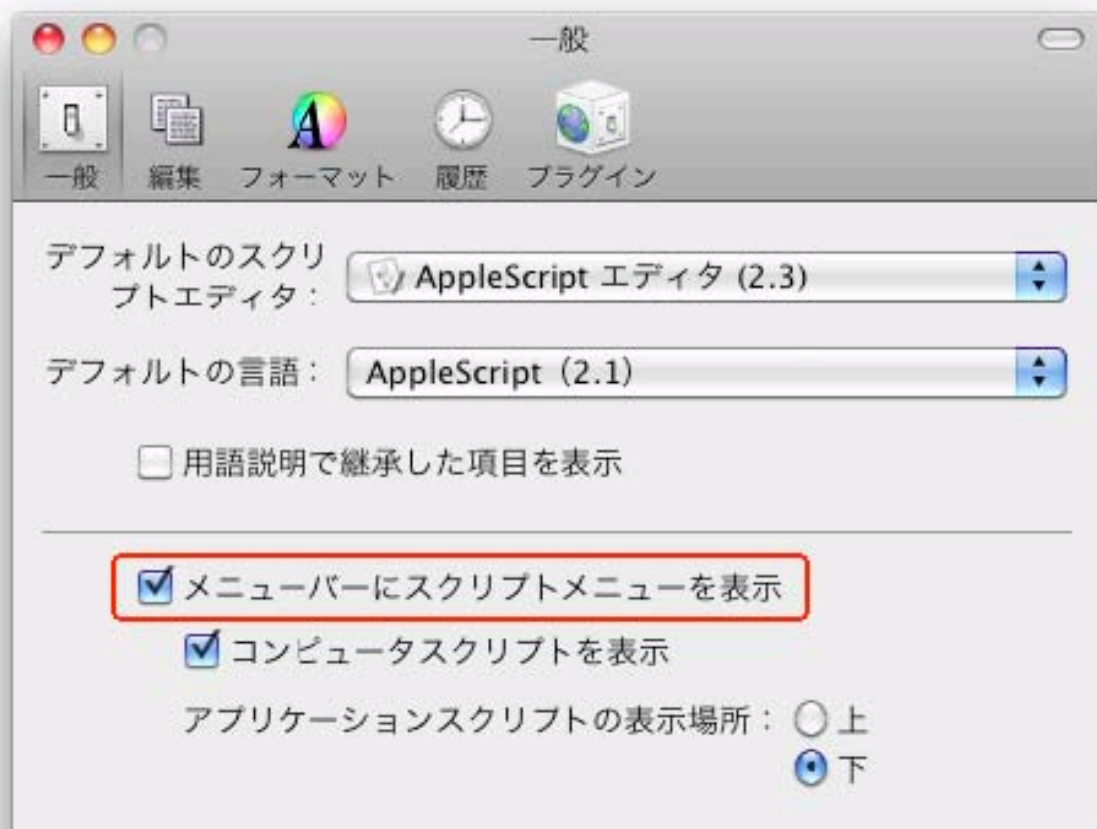 一般
一般
編集
フォーマット
履歴
プラグイン
デフォルトのスクリ
プトエディタ：
AppleScript エディタ (2.3)
デフォルトの言語：
AppleScript（2.1）
用語説明で継承した項目を表示
メニューバーにスクリプトメニューを表示
コンピュータスクリプトを表示
アプリケーションスクリプトの表示場所：
上
下